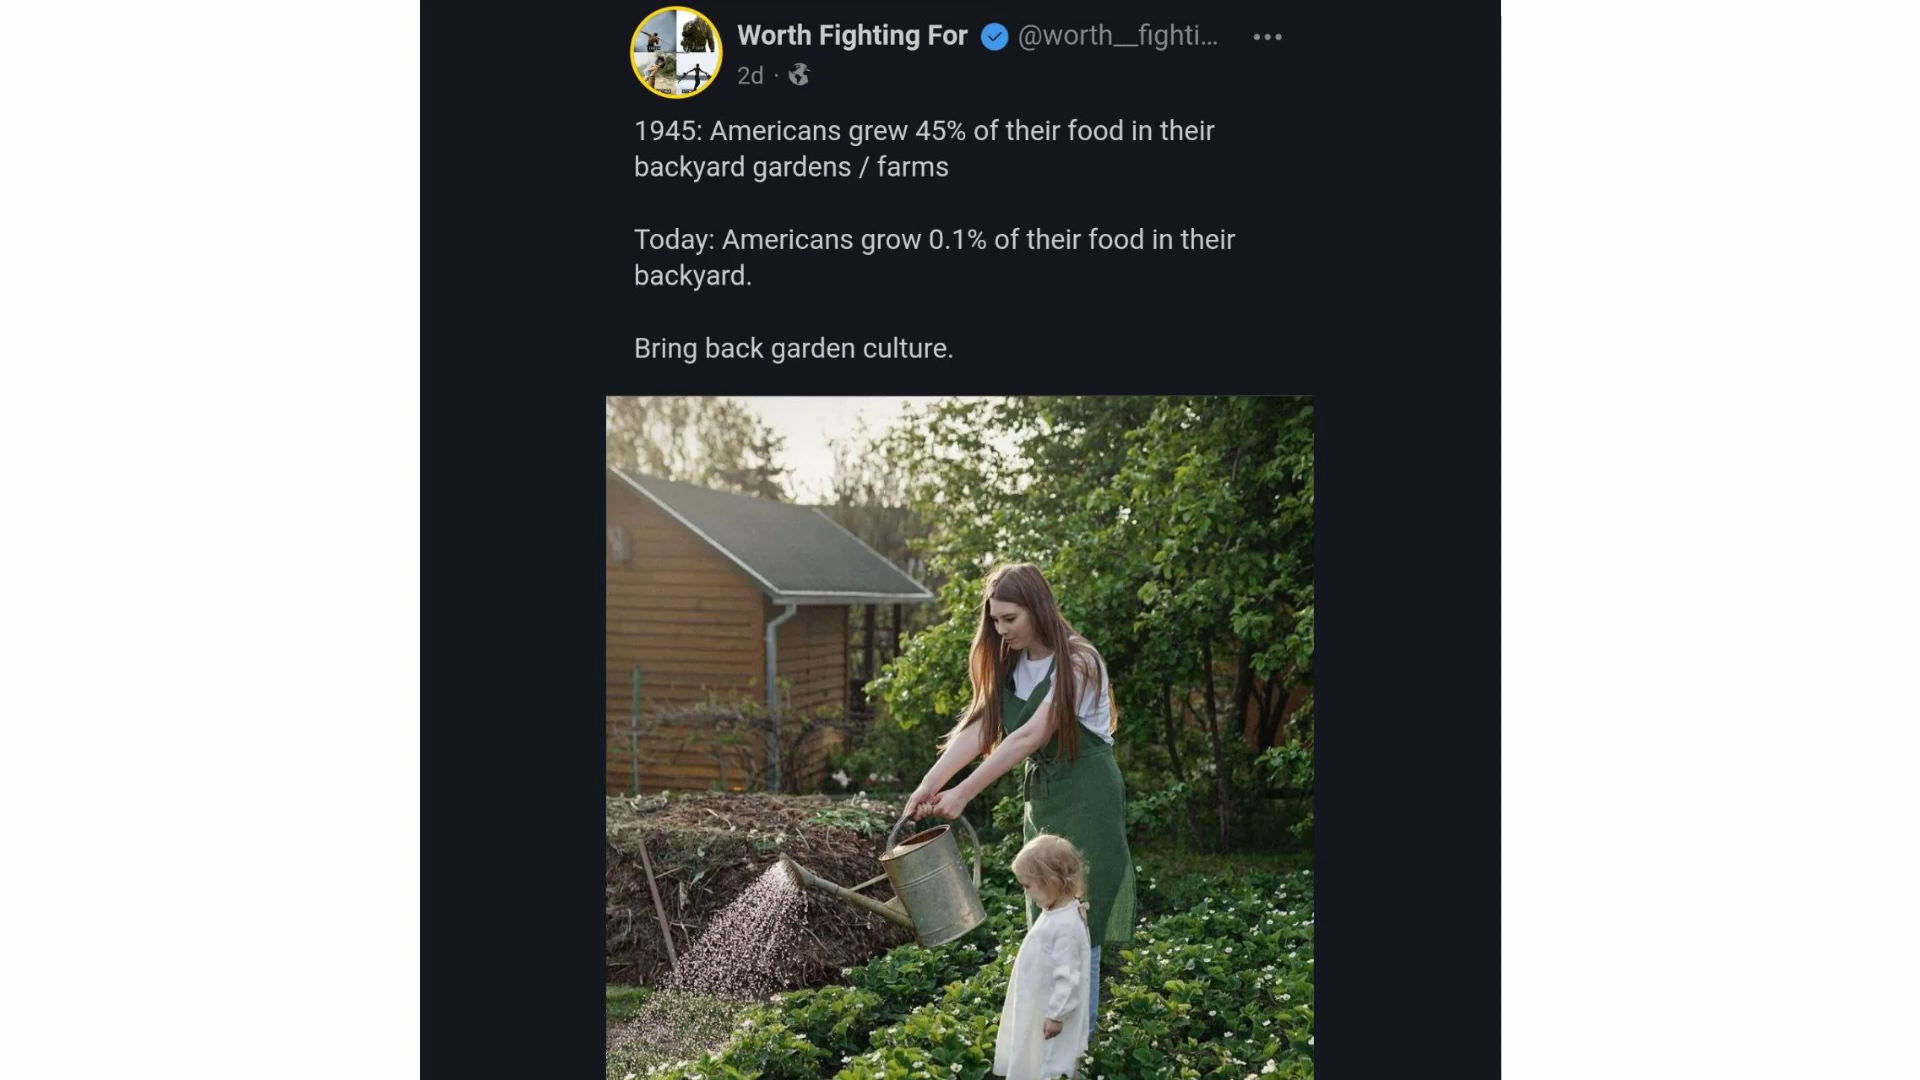 Worth Fighting For @worth__fighti...
2d ·
1945: Americans grew 45% of their food in their
backyard gardens / farms
Today: Americans grow 0.1% of their food in their
backyard.
Bring back garden culture.